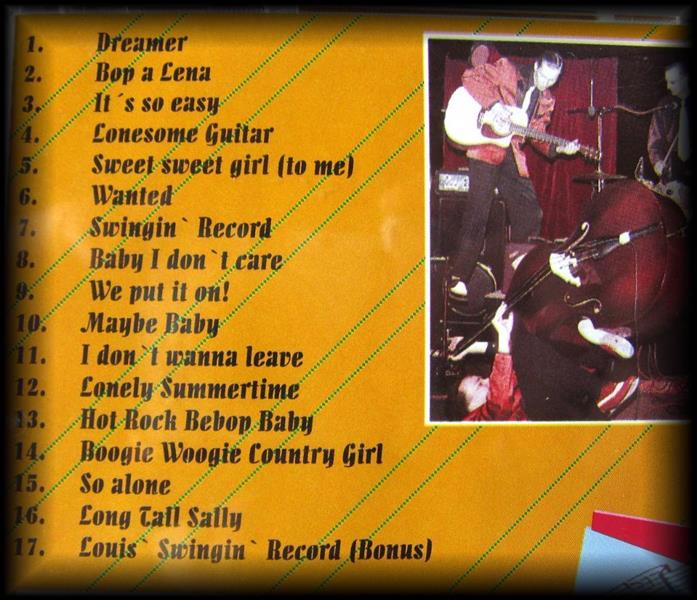 1. Dreamer
2. Bop a Lena
3. It´s so easy
4. Lonesome Guitar
5. Sweet sweet girl (to me)
6. Wanted
7. Swingin` Record
8. Baby I don`t care
9. We put it on!
10. Maybe Baby
11. I don`t wanna leave
12. Lonely Summertime
13. Hot Rock Bebop Baby
14. Boogie Woogie Country Girl
15. So alone
16. Long Tall Sally
17. Louis` Swingin` Record (Bonus)